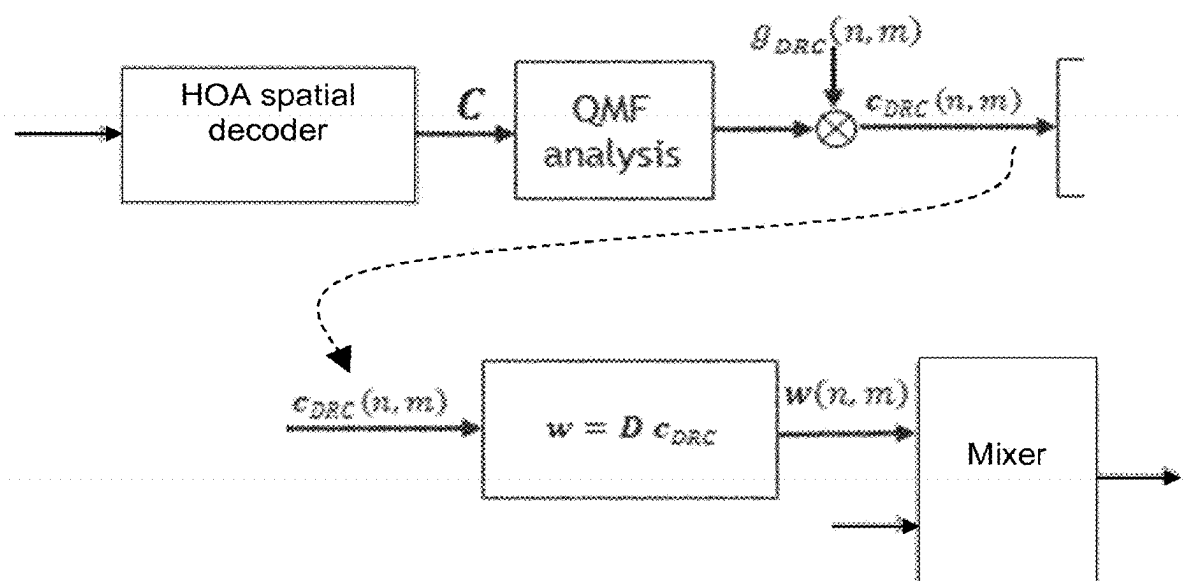 g_DRC(n, m)
HOA spatial
decoder
C
QMF
analysis
c_DRC(n, m)
c_DRC(n, m)
w = D c_DRC
w(n, m)
Mixer